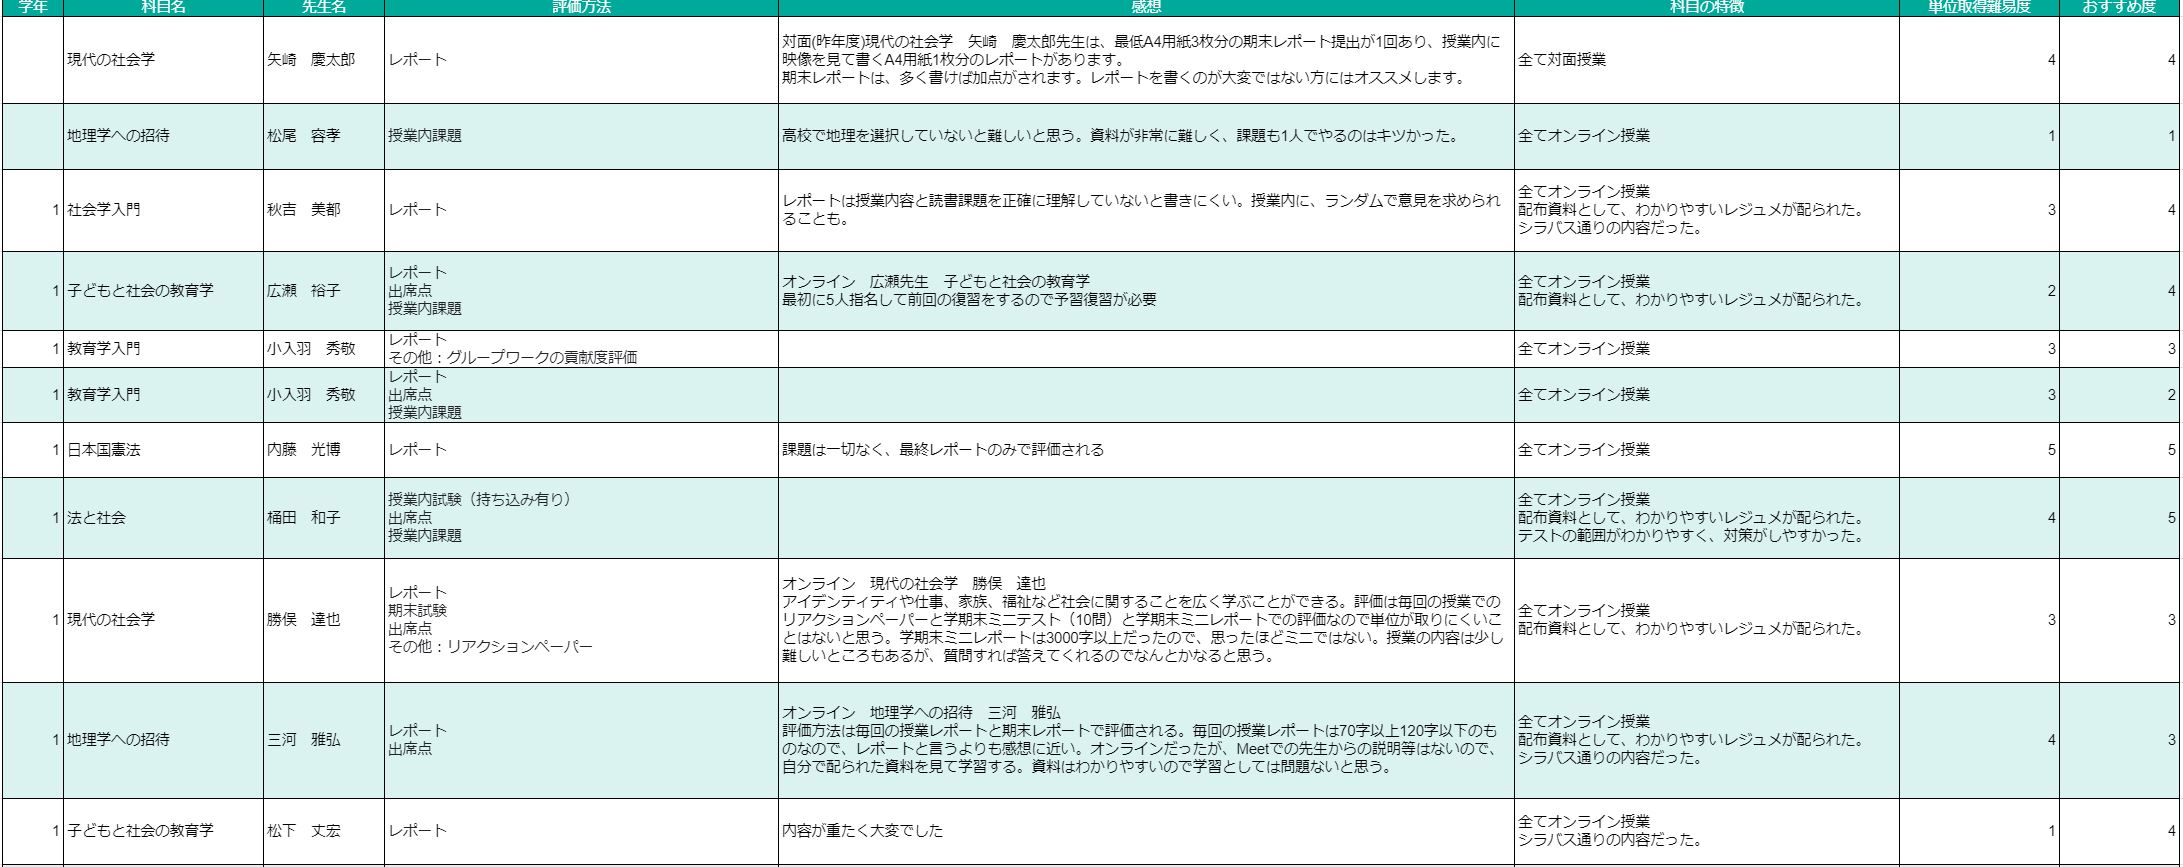 学年 科目名 先生名 評価方法 感想 科目の特徴 単位取得難易度 おすすめ度
現代の社会学 矢崎　慶太郎 レポート
対面(昨年度)現代の社会学　矢崎　慶太郎先生は、最低A4用紙3枚分の期末レポート提出が1回あり、授業内に
映像を見て書くA4用紙1枚分のレポートがあります。
期末レポートは、多く書けば加点がされます。レポートを書くのが大変ではない方にはオススメします。
全て対面授業 4 4
地理学への招待 松尾　容孝 授業内課題 高校で地理を選択していないと難しいと思う。資料が非常に難しく、課題も1人でやるのはキツかった。 全てオンライン授業 1 1
1 社会学入門 秋吉　美都 レポート
レポートは授業内容と読書課題を正確に理解していないと書きにくい。授業内に、ランダムで意見を求められ
ることも。
全てオンライン授業
配布資料として、わかりやすいレジュメが配られた。
シラバス通りの内容だった。
3 4
1 子どもと社会の教育学 広瀬　裕子
レポート
出席点
授業内課題
オンライン　広瀬先生　子どもと社会の教育学
最初に5人指名して前回の復習をするので予習復習が必要
全てオンライン授業
配布資料として、わかりやすいレジュメが配られた。
2 4
1 教育学入門 小入羽　秀敬
レポート
その他：グループワークの貢献度評価
全てオンライン授業 3 3
1 教育学入門 小入羽　秀敬
レポート
出席点
授業内課題
全てオンライン授業 3 2
1 日本国憲法 内藤　光博 レポート 課題は一切なく、最終レポートのみで評価される 全てオンライン授業 5 5
1 法と社会 桶田　和子
授業内試験（持ち込み有り）
出席点
授業内課題
全てオンライン授業
配布資料として、わかりやすいレジュメが配られた。
テストの範囲がわかりやすく、対策がしやすかった。
4 5
1 現代の社会学 勝俣　達也
レポート
期末試験
出席点
その他：リアクションペーパー
オンライン　現代の社会学　勝俣　達也
アイデンティティや仕事、家族、福祉など社会に関することを広く学ぶことができる。評価は毎回の授業での
リアクションペーパーと学期末ミニテスト（10問）と学期末ミニレポートでの評価なので単位が取りにくいこ
とはないと思う。学期末ミニレポートは3000字以上だったので、思ったほどミニではない。授業の内容は少し
難しいところもあるが、質問すれば答えてくれるのでなんとかなると思う。
全てオンライン授業
配布資料として、わかりやすいレジュメが配られた。
3 3
1 地理学への招待 三河　雅弘
レポート
出席点
オンライン　地理学への招待　三河　雅弘
評価方法は毎回の授業レポートと期末レポートで評価される。毎回の授業レポートは70字以上120字以下のも
のなので、レポートと言うよりも感想に近い。オンラインだったが、Meetでの先生からの説明等はないので、
自分で配られた資料を見て学習する。資料はわかりやすいので学習としては問題ないと思う。
全てオンライン授業
配布資料として、わかりやすいレジュメが配られた。
シラバス通りの内容だった。
4 3
1 子どもと社会の教育学 松下　丈宏 レポート 内容が重たく大変でした
全てオンライン授業
シラバス通りの内容だった。
1 4